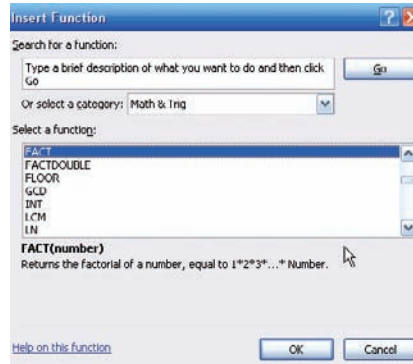 Insert Function
Search for a function:
Type a brief description of what you want to do and then click
Go
Go
Or select a category: Math & Trig
Select a function:
FACT
FACTDOUBLE
FLOOR
GCD
INT
LCM
LN
FACT(number)
Returns the factorial of a number, equal to 1*2*3*...* Number.
Help on this function
OK
Cancel